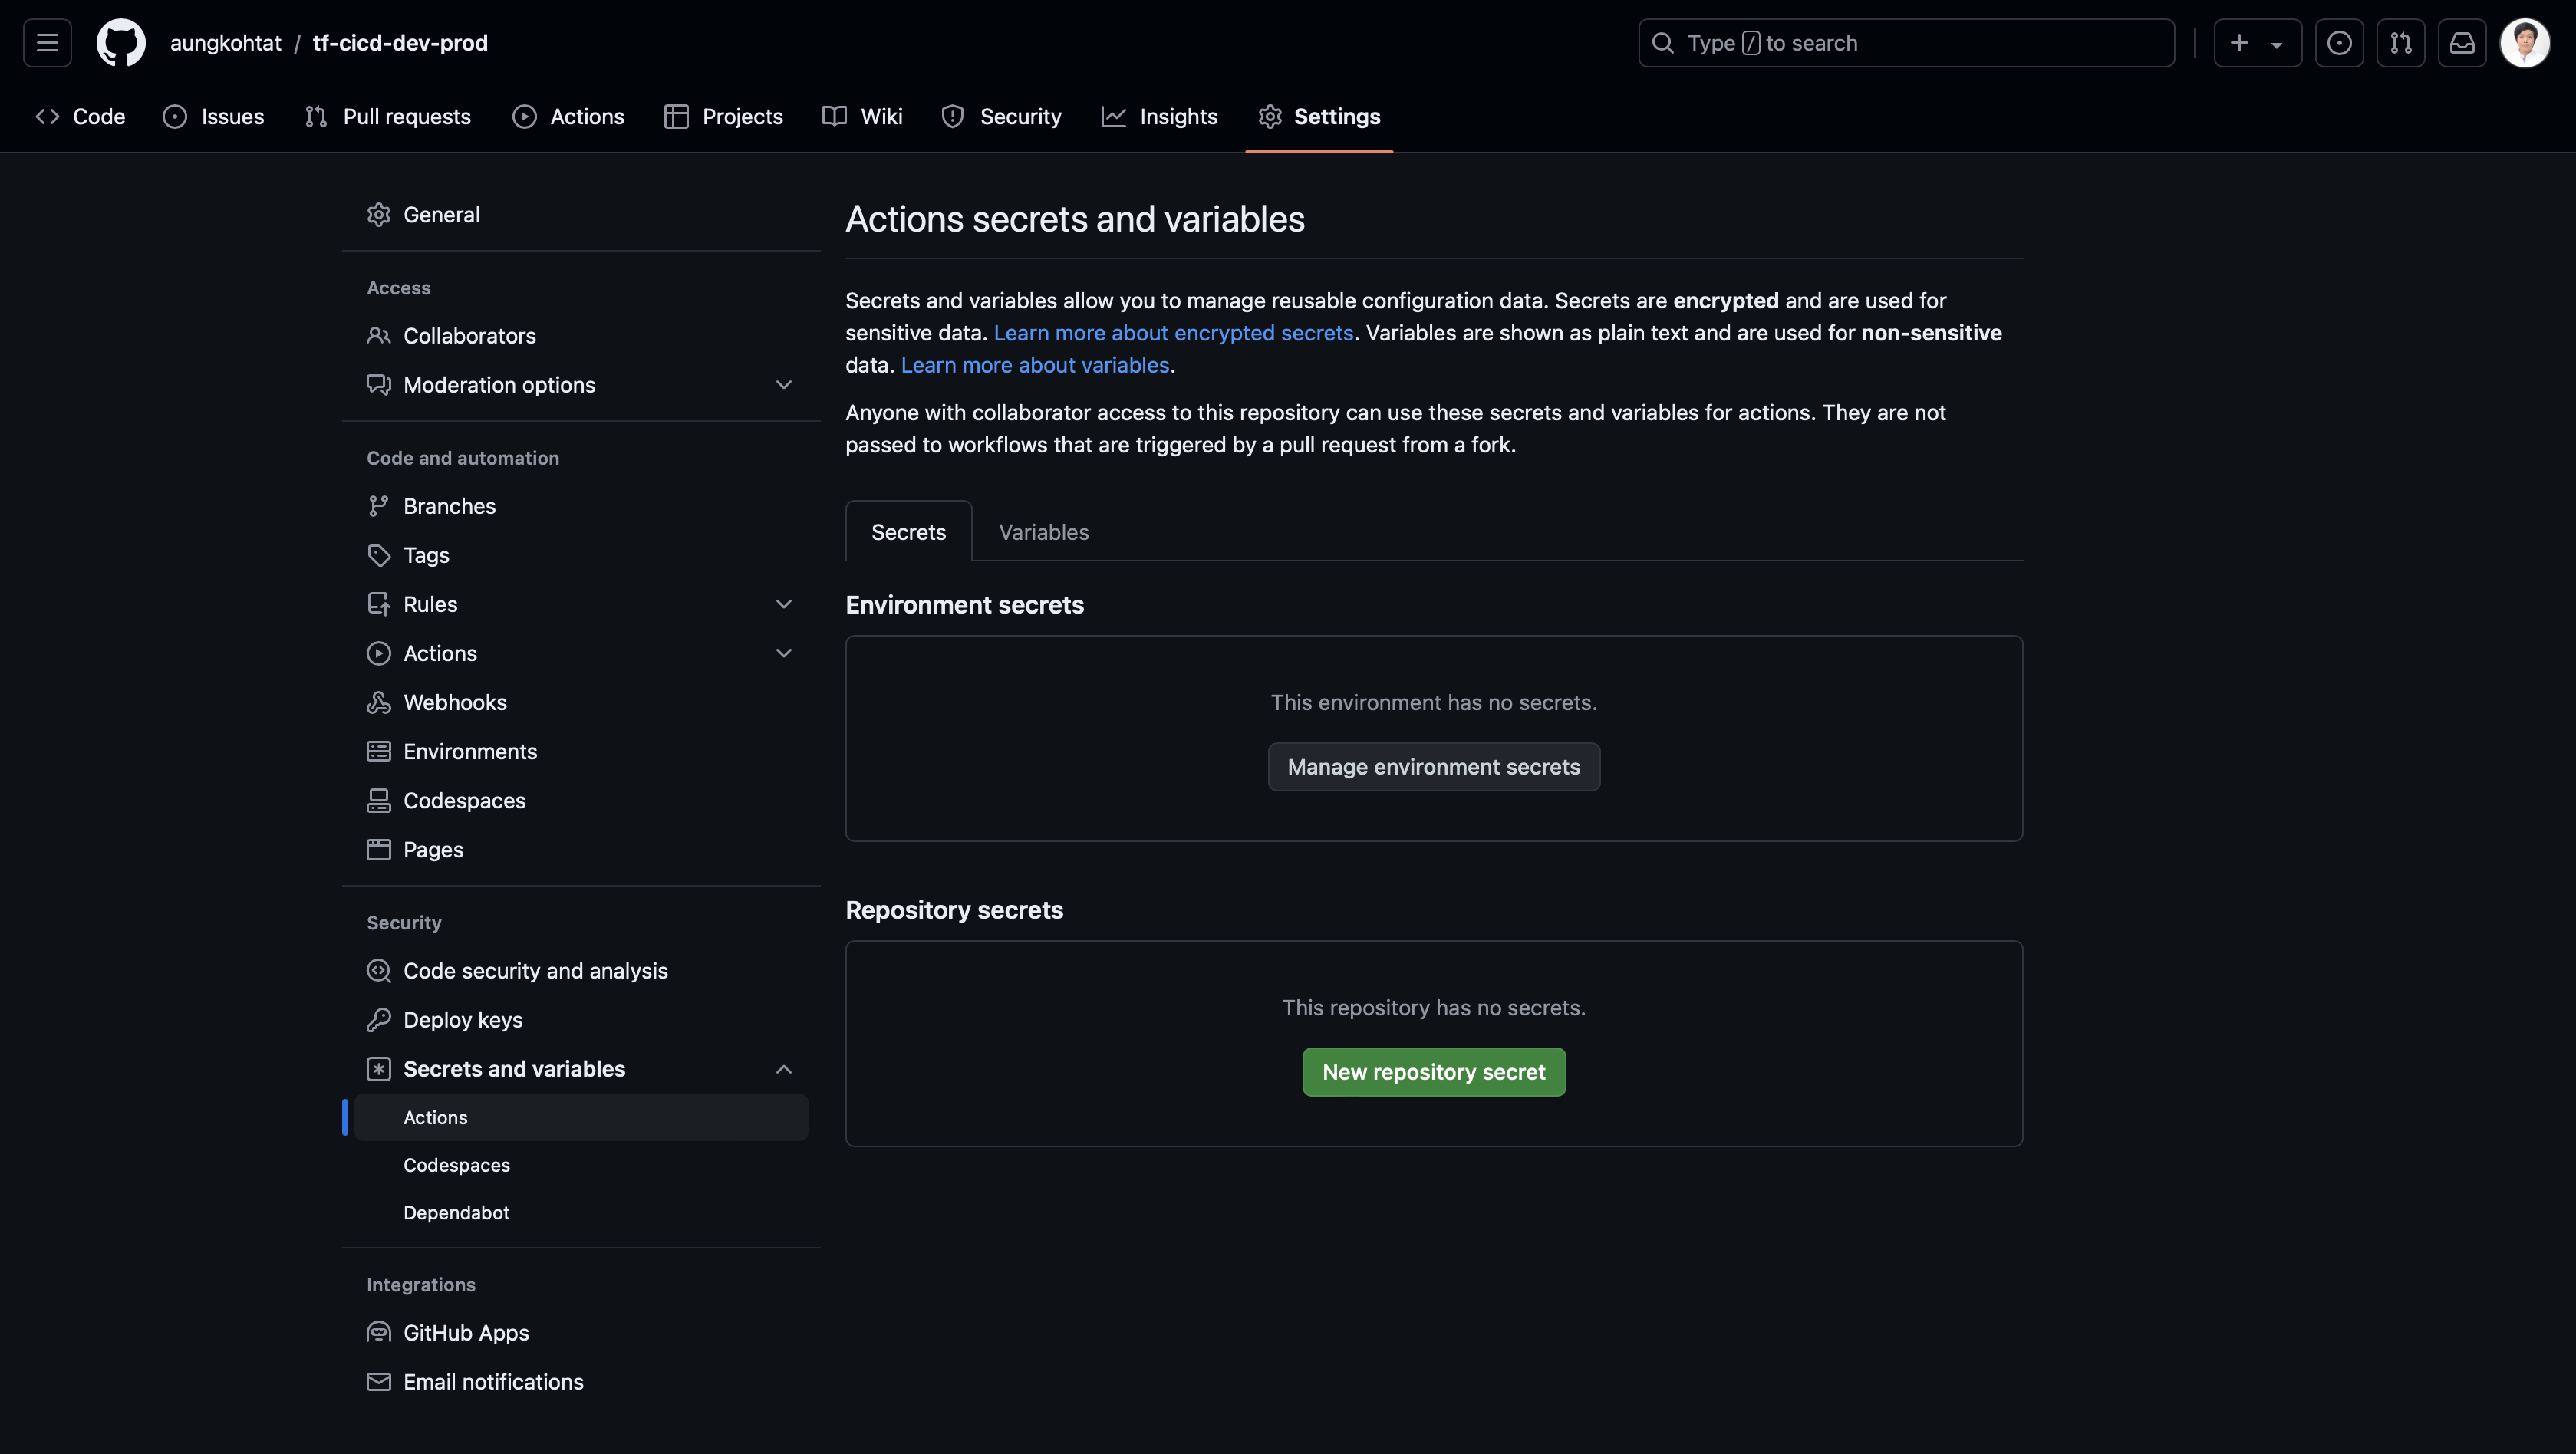 aungkohtat / tf-cicd-dev-prod
Type / to search
Code
Issues
Pull requests
Actions
Projects
Wiki
Security
Insights
Settings
General
Access
Collaborators
Moderation options
Code and automation
Branches
Tags
Rules
Actions
Webhooks
Environments
Codespaces
Pages
Security
Code security and analysis
Deploy keys
Secrets and variables
Actions
Codespaces
Dependabot
Integrations
GitHub Apps
Email notifications
Actions secrets and variables
Secrets and variables allow you to manage reusable configuration data. Secrets are encrypted and are used for
sensitive data. Learn more about encrypted secrets. Variables are shown as plain text and are used for non-sensitive
data. Learn more about variables.
Anyone with collaborator access to this repository can use these secrets and variables for actions. They are not
passed to workflows that are triggered by a pull request from a fork.
Secrets
Variables
Environment secrets
This environment has no secrets.
Manage environment secrets
Repository secrets
This repository has no secrets.
New repository secret